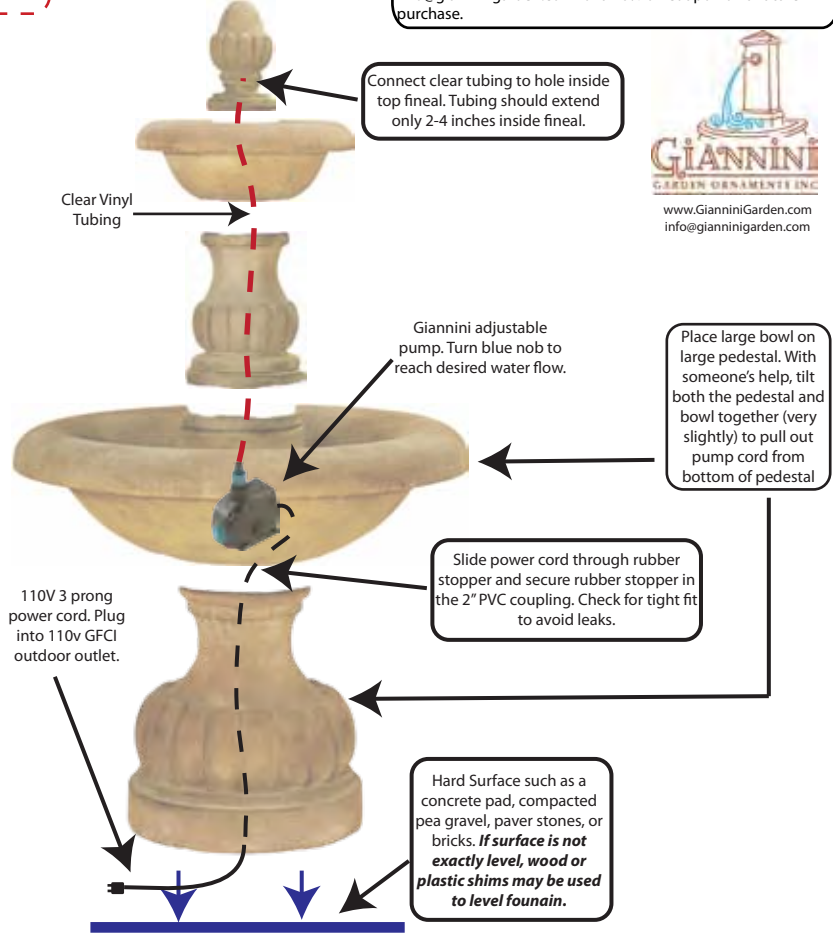 purchase.
Connect clear tubing to hole inside
top fineal. Tubing should extend
only 2-4 inches inside fineal.
GIANNINI
GARDEN ORNAMENTS INC
www.GianniniGarden.com
info@gianninigarden.com
Clear Vinyl
Tubing
Giannini adjustable
pump. Turn blue nob to
reach desired water flow.
Place large bowl on
large pedestal. With
someone's help, tilt
both the pedestal and
bowl together (very
slightly) to pull out
pump cord from
bottom of pedestal
Slide power cord through rubber
stopper and secure rubber stopper in
the 2" PVC coupling. Check for tight fit
to avoid leaks.
110V 3 prong
power cord. Plug
into 110v GFCI
outdoor outlet.
Hard Surface such as a
concrete pad, compacted
pea gravel, paver stones, or
bricks. If surface is not
exactly level, wood or
plastic shims may be used
to level founain.